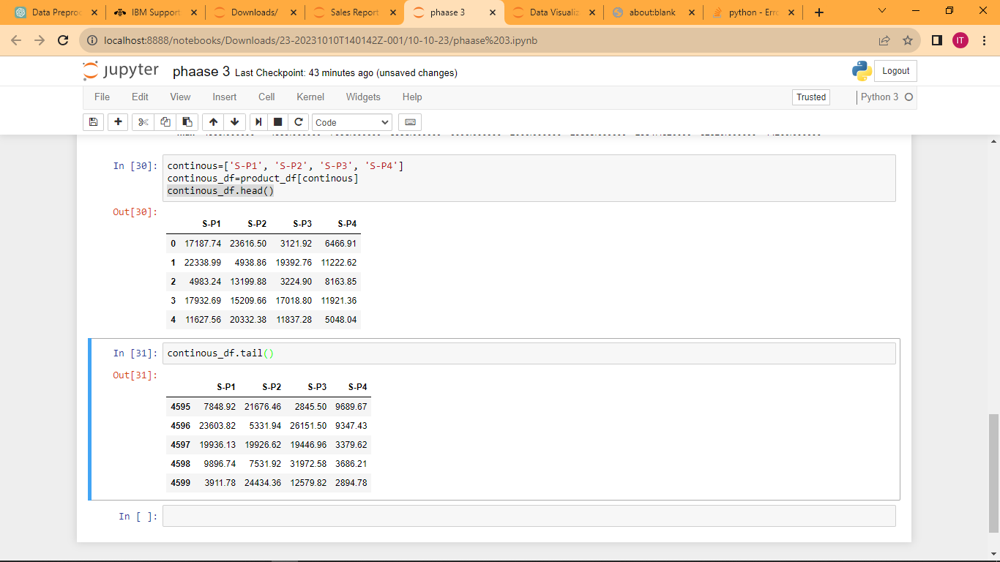 Data Preproc
IBM Support
Downloads/
Sales Report
phaase 3
Data Visualiz
about:blank
python - Erro
localhost:8888/notebooks/Downloads/23-20231010T140142Z-001/10-10-23/phaase%203.ipynb
IT
jupyter phaase 3 Last Checkpoint: 43 minutes ago (unsaved changes)
Logout
File Edit View Insert Cell Kernel Widgets Help
Trusted
Python 3
Code
In [30]: continous=['S-P1', 'S-P2', 'S-P3', 'S-P4']
continous_df=product_df[continous]
continous_df.head()
Out[30]:
S-P1 S-P2 S-P3 S-P4
0 17187.74 23616.50 3121.92 6466.91
1 22338.99 4938.86 19392.76 11222.62
2 4983.24 13199.88 3224.90 8163.85
3 17932.69 15209.66 17018.80 11921.36
4 11627.56 20332.38 11837.28 5048.04
In [31]: continous_df.tail()
Out[31]:
S-P1 S-P2 S-P3 S-P4
4595 7848.92 21676.46 2845.50 9689.67
4596 23603.82 5331.94 26151.50 9347.43
4597 19936.13 19926.62 19446.96 3379.62
4598 9896.74 7531.92 31972.58 3686.21
4599 3911.78 24434.36 12579.82 2894.78
In [ ]: